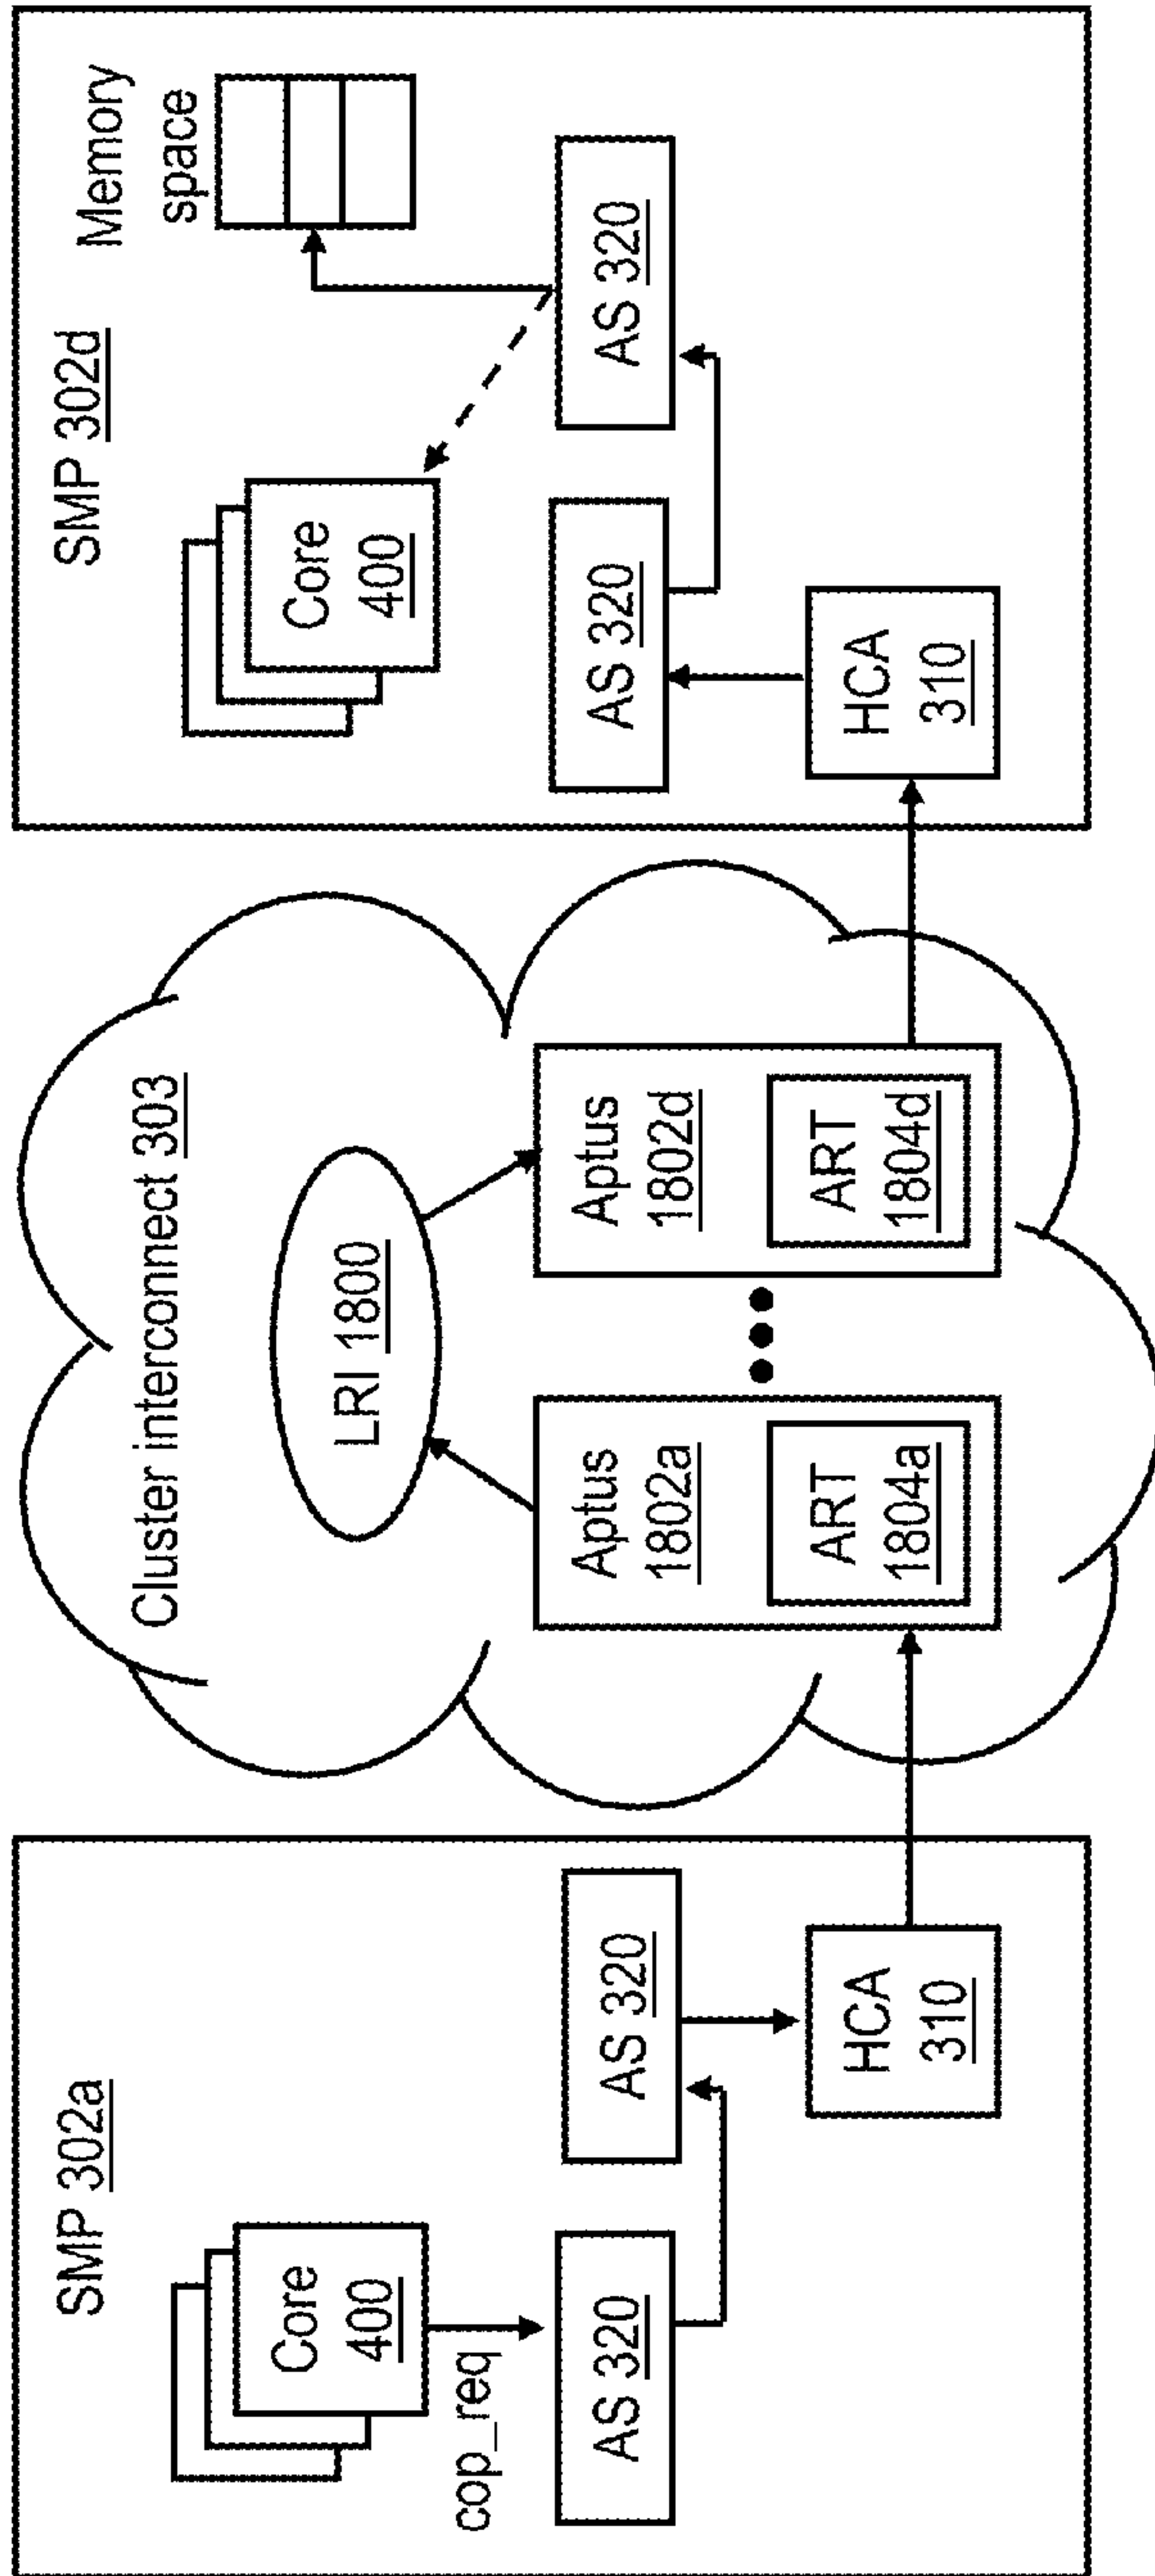 SMP 302a
Core
400
cop_req
AS 320
AS 320
HCA
310
Cluster interconnect 303
LRI 1800
Aptus
1802a
ART
1804a
Aptus
1802d
ART
1804d
SMP 302d
Memory
space
Core
400
AS 320
AS 320
HCA
310